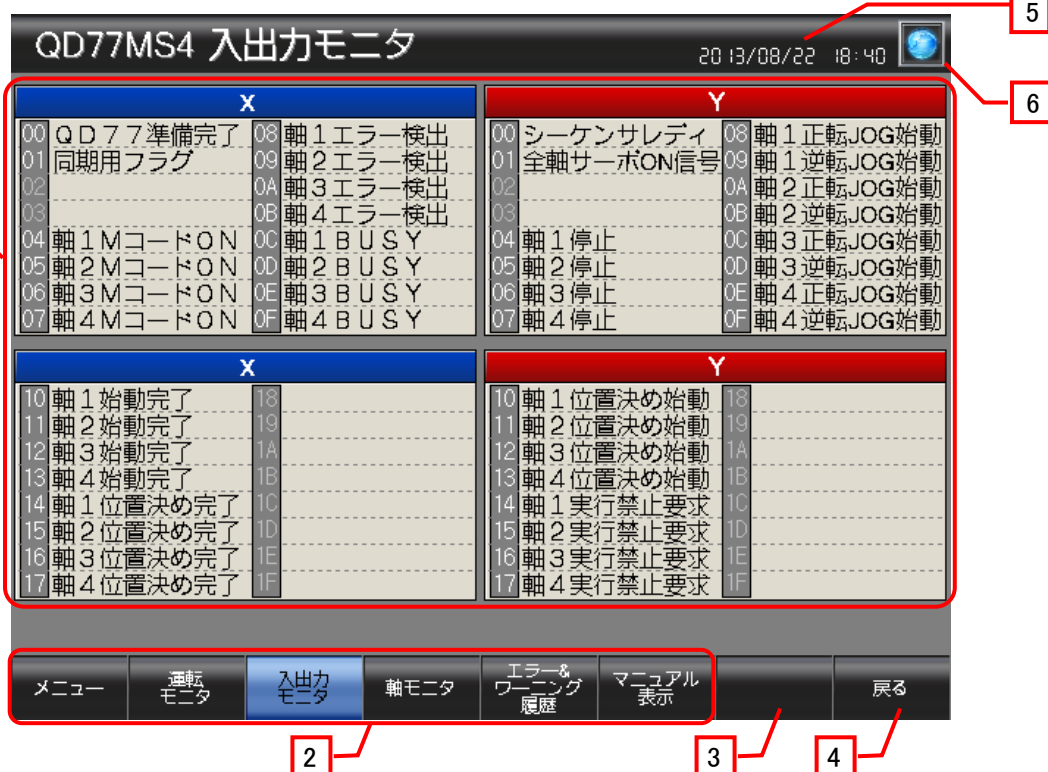 5
QD77MS4 入出力モニタ
2013/08/22 18:40
6
X
00 QD77準備完了 08 軸1エラー検出
01 同期用フラグ 09 軸2エラー検出
02 0A 軸3エラー検出
03 0B 軸4エラー検出
04 軸1MコードON 0C 軸1BUSY
05 軸2MコードON 0D 軸2BUSY
06 軸3MコードON 0E 軸3BUSY
07 軸4MコードON 0F 軸4BUSY
Y
00 シーケンサレディ 08 軸1正転JOG始動
01 全軸サーボON信号 09 軸1逆転JOG始動
02 0A 軸2正転JOG始動
03 0B 軸2逆転JOG始動
04 軸1停止 0C 軸3正転JOG始動
05 軸2停止 0D 軸3逆転JOG始動
06 軸3停止 0E 軸4正転JOG始動
07 軸4停止 0F 軸4逆転JOG始動
X
10 軸1始動完了 18
11 軸2始動完了 19
12 軸3始動完了 1A
13 軸4始動完了 1B
14 軸1位置決め完了 1C
15 軸2位置決め完了 1D
16 軸3位置決め完了 1E
17 軸4位置決め完了 1F
Y
10 軸1位置決め始動 18
11 軸2位置決め始動 19
12 軸3位置決め始動 1A
13 軸4位置決め始動 1B
14 軸1実行禁止要求 1C
15 軸2実行禁止要求 1D
16 軸3実行禁止要求 1E
17 軸4実行禁止要求 1F
メニュー
運転
モニタ
入出力
モニタ
軸モニタ
エラー&
ワーニング
履歴
マニュアル
表示
戻る
2
3
4